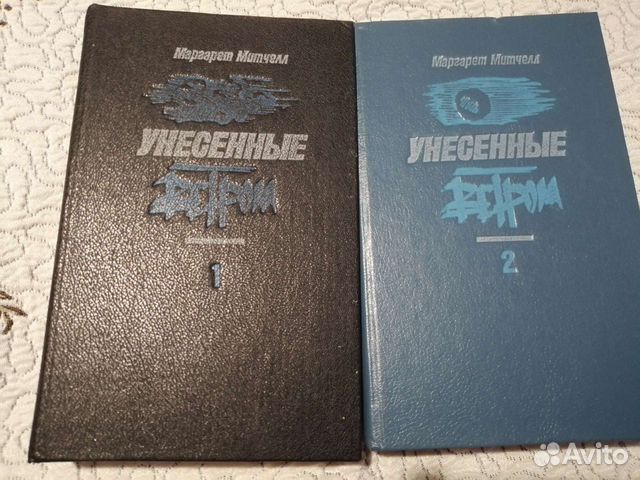 Маргарет Митчелл
УНЕСЕННЫЕ
ВЕТРОМ
1
Маргарет Митчелл
УНЕСЕННЫЕ
ВЕТРОМ
2
Avito